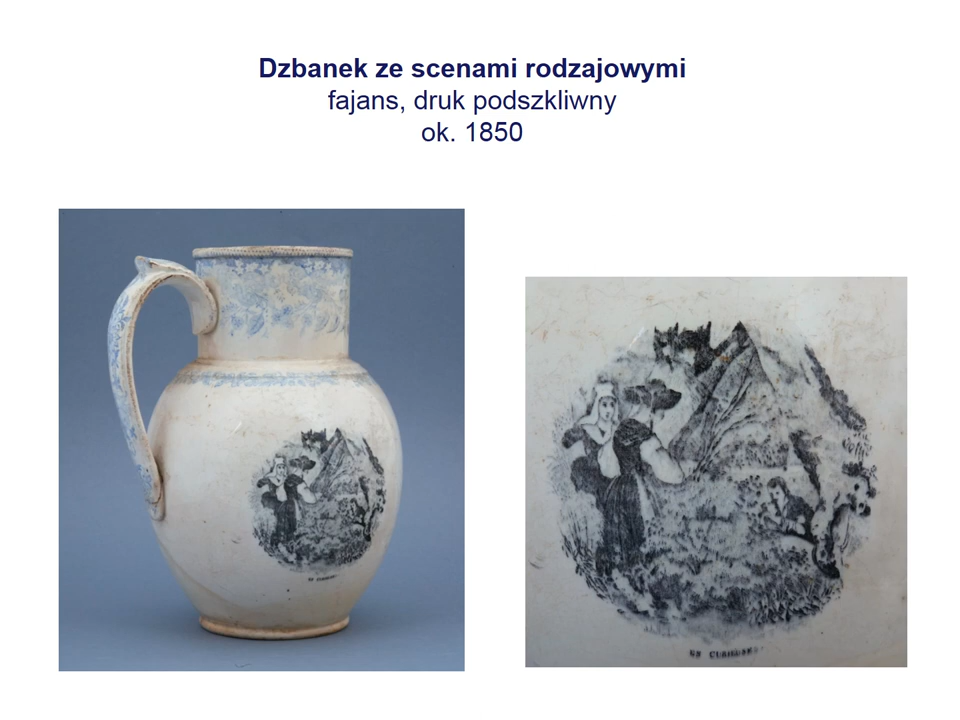 Dzbanek ze scenami rodzajowymi
fajans, druk podszkliwny
ok. 1850